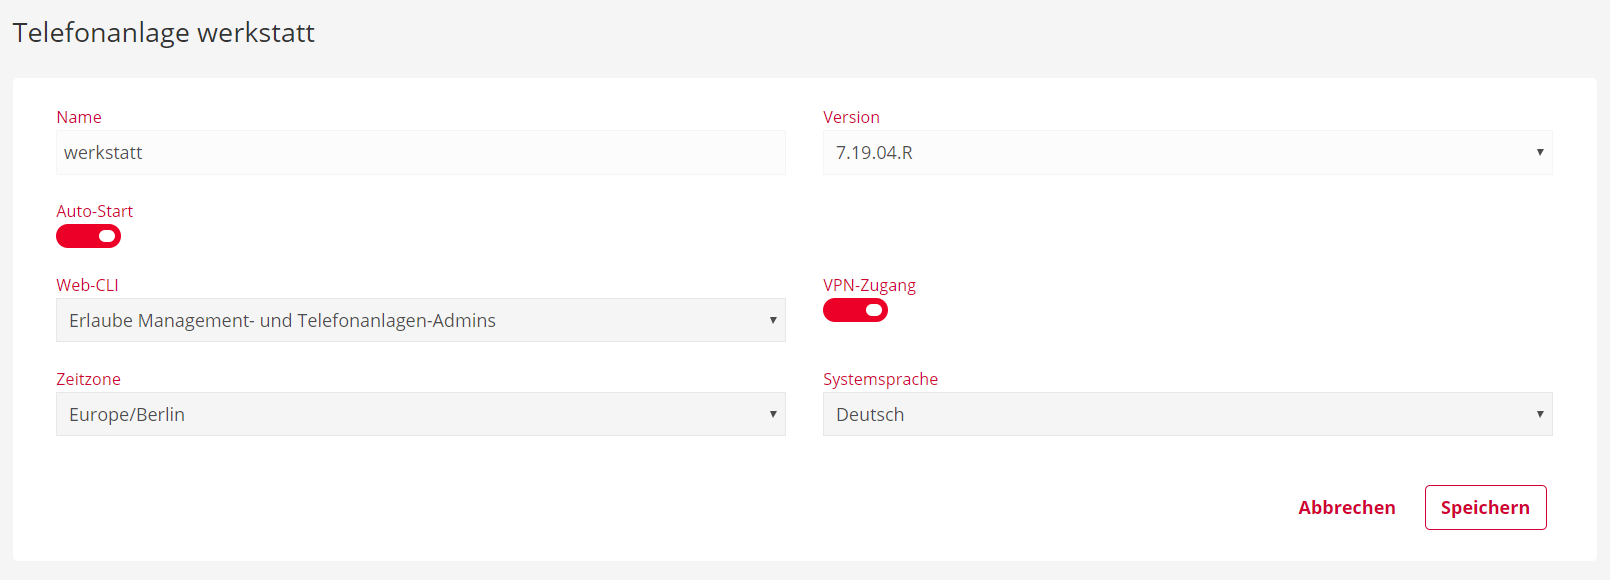 Telefonanlage werkstatt
Name
werkstatt
Version
7.19.04.R
Auto-Start
Web-CLI
Erlaube Management- und Telefonanlagen-Admins
VPN-Zugang
Zeitzone
Europe/Berlin
Systemsprache
Deutsch
Abbrechen
Speichern